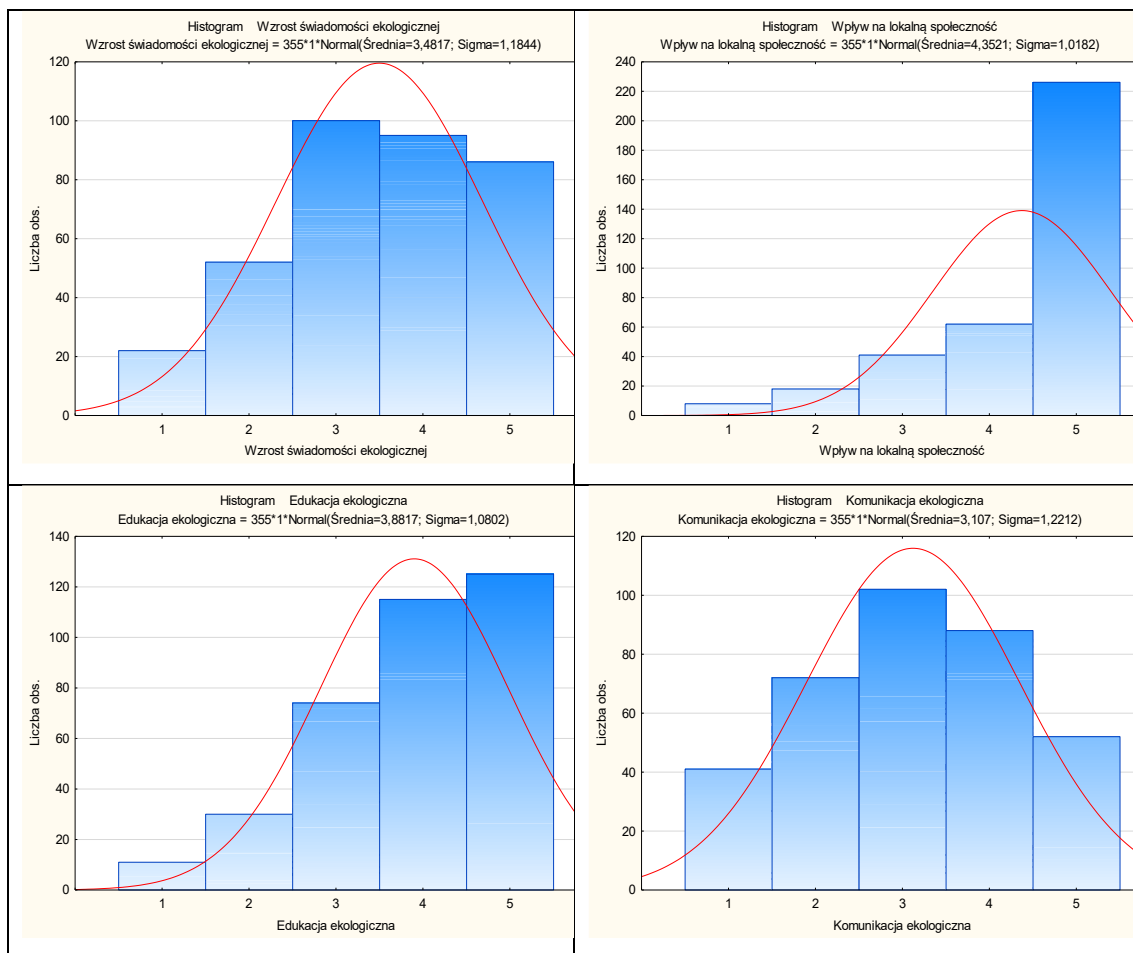 Histogram Wzrost świadomości ekologicznej
Wzrost świadomości ekologicznej = 355*1*Normal(Średnia=3,4817; Sigma=1,1844)
120
100
80
60
40
20
0
Liczba obs.
1 2 3 4 5
Wzrost świadomości ekologicznej
Histogram Wpływ na lokalną społeczność
Wpływ na lokalną społeczność = 355*1*Normal(Średnia=4,3521; Sigma=1,0182)
240
220
200
180
160
140
120
100
80
60
40
20
0
Liczba obs.
1 2 3 4 5
Wpływ na lokalną społeczność
Histogram Edukacja ekologiczna
Edukacja ekologiczna = 355*1*Normal(Średnia=3,8817; Sigma=1,0802)
140
120
100
80
60
40
20
0
Liczba obs.
1 2 3 4 5
Edukacja ekologiczna
Histogram Komunikacja ekologiczna
Komunikacja ekologiczna = 355*1*Normal(Średnia=3,107; Sigma=1,2212)
120
100
80
60
40
20
0
Liczba obs.
1 2 3 4 5
Komunikacja ekologiczna